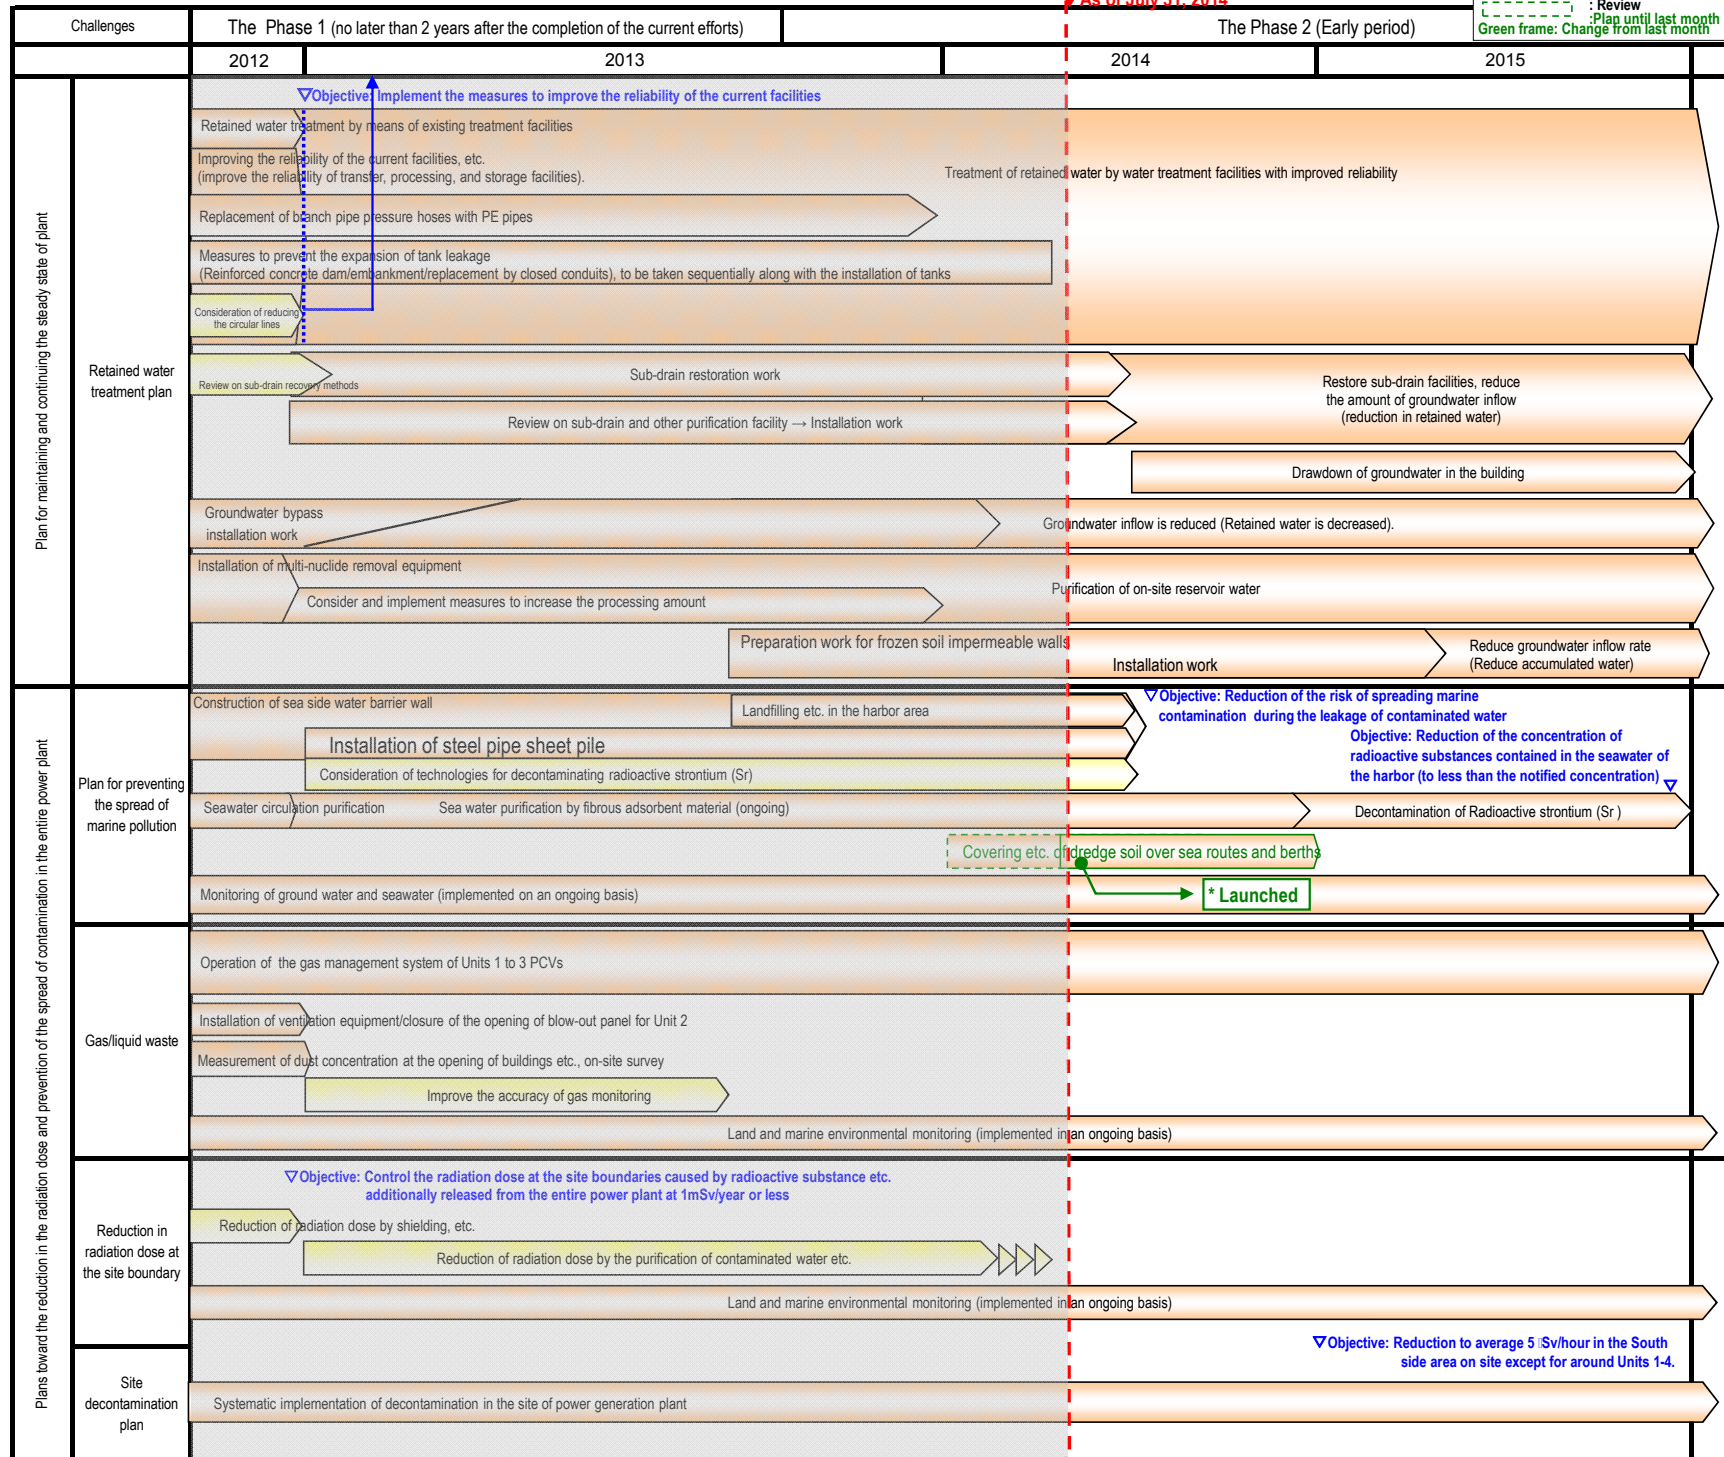 As of July 31, 2014
: Review
:Plan until last month
Green frame: Change from last month
Challenges
The Phase 1 (no later than 2 years after the completion of the current efforts)
The Phase 2 (Early period)
2012
2013
2014
2015
Plan for maintaining and continuing the steady state of plant
Retained water
treatment plan
▽Objective: Implement the measures to improve the reliability of the current facilities
Retained water treatment by means of existing treatment facilities
Improving the reliability of the current facilities, etc.
(improve the reliability of transfer, processing, and storage facilities).
Treatment of retained water by water treatment facilities with improved reliability
Replacement of branch pipe pressure hoses with PE pipes
Measures to prevent the expansion of tank leakage
(Reinforced concrete dam/embankment/replacement by closed conduits), to be taken sequentially along with the installation of tanks
Consideration of reducing
the circular lines
Review on sub-drain recovery methods
Sub-drain restoration work
Review on sub-drain and other purification facility → Installation work
Restore sub-drain facilities, reduce
the amount of groundwater inflow
(reduction in retained water)
Drawdown of groundwater in the building
Groundwater bypass
installation work
Groundwater inflow is reduced (Retained water is decreased).
Installation of multi-nuclide removal equipment
Consider and implement measures to increase the processing amount
Purification of on-site reservoir water
Preparation work for frozen soil impermeable walls
Installation work
Reduce groundwater inflow rate
(Reduce accumulated water)
Plans toward the reduction in the radiation dose and prevention of the spread of contamination in the entire power plant
Plan for preventing
the spread of
marine pollution
Construction of sea side water barrier wall
Landfilling etc. in the harbor area
Installation of steel pipe sheet pile
Consideration of technologies for decontaminating radioactive strontium (Sr)
▽Objective: Reduction of the risk of spreading marine
contamination during the leakage of contaminated water
Objective: Reduction of the concentration of
radioactive substances contained in the seawater of
the harbor (to less than the notified concentration)
▽
Seawater circulation purification
Sea water purification by fibrous adsorbent material (ongoing)
Decontamination of Radioactive strontium (Sr )
Covering etc. of dredge soil over sea routes and berths
* Launched
Monitoring of ground water and seawater (implemented on an ongoing basis)
Gas/liquid waste
Operation of the gas management system of Units 1 to 3 PCVs
Installation of ventilation equipment/closure of the opening of blow-out panel for Unit 2
Measurement of dust concentration at the opening of buildings etc., on-site survey
Improve the accuracy of gas monitoring
Land and marine environmental monitoring (implemented in an ongoing basis)
Reduction in
radiation dose at
the site boundary
▽Objective: Control the radiation dose at the site boundaries caused by radioactive substance etc.
additionally released from the entire power plant at 1mSv/year or less
Reduction of radiation dose by shielding, etc.
Reduction of radiation dose by the purification of contaminated water etc.
Land and marine environmental monitoring (implemented in an ongoing basis)
Site
decontamination
plan
▽Objective: Reduction to average 5 Sv/hour in the South
side area on site except for around Units 1-4.
Systematic implementation of decontamination in the site of power generation plant